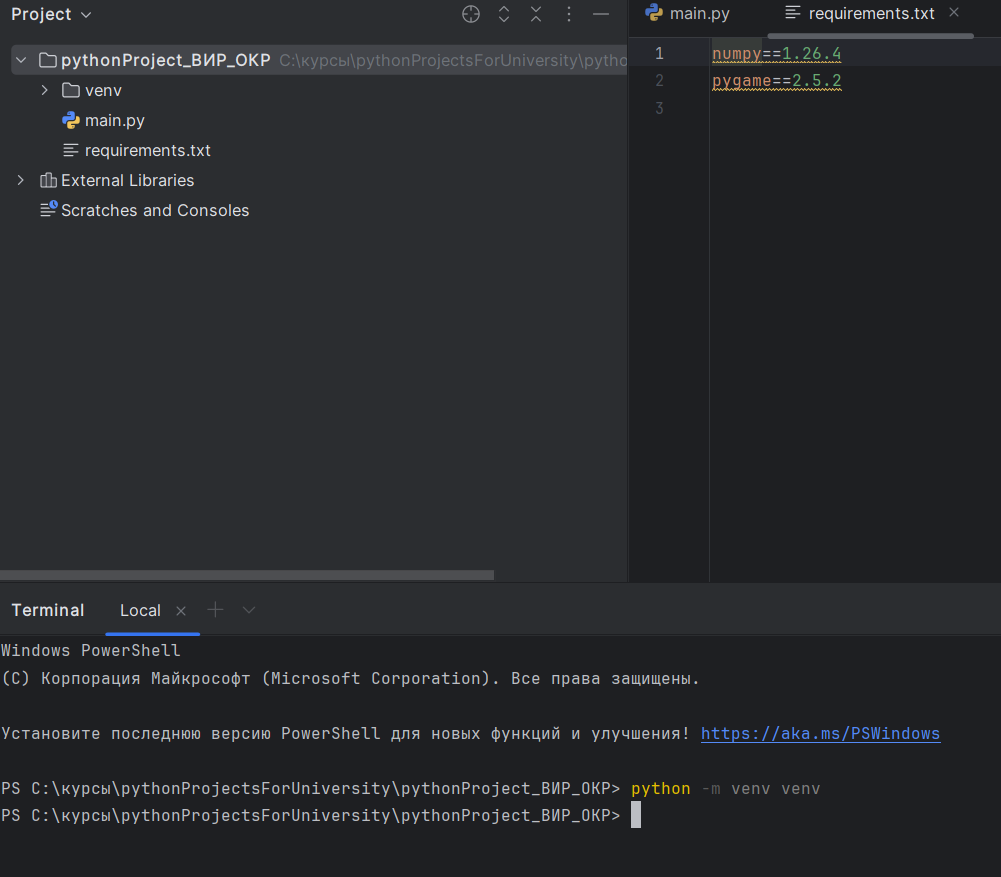 Project
pythonProject_ВИР_ОКР C:\курсы\pythonProjectsForUniversity\pytho
venv
main.py
requirements.txt
External Libraries
Scratches and Consoles
main.py
requirements.txt
1 numpy==1.26.4
2 pygame==2.5.2
3
Terminal
Local
Windows PowerShell
(C) Корпорация Майкрософт (Microsoft Corporation). Все права защищены.
Установите последнюю версию PowerShell для новых функций и улучшения! https://aka.ms/PSWindows
PS C:\курсы\pythonProjectsForUniversity\pythonProject_ВИР_ОКР> python -m venv venv
PS C:\курсы\pythonProjectsForUniversity\pythonProject_ВИР_ОКР>